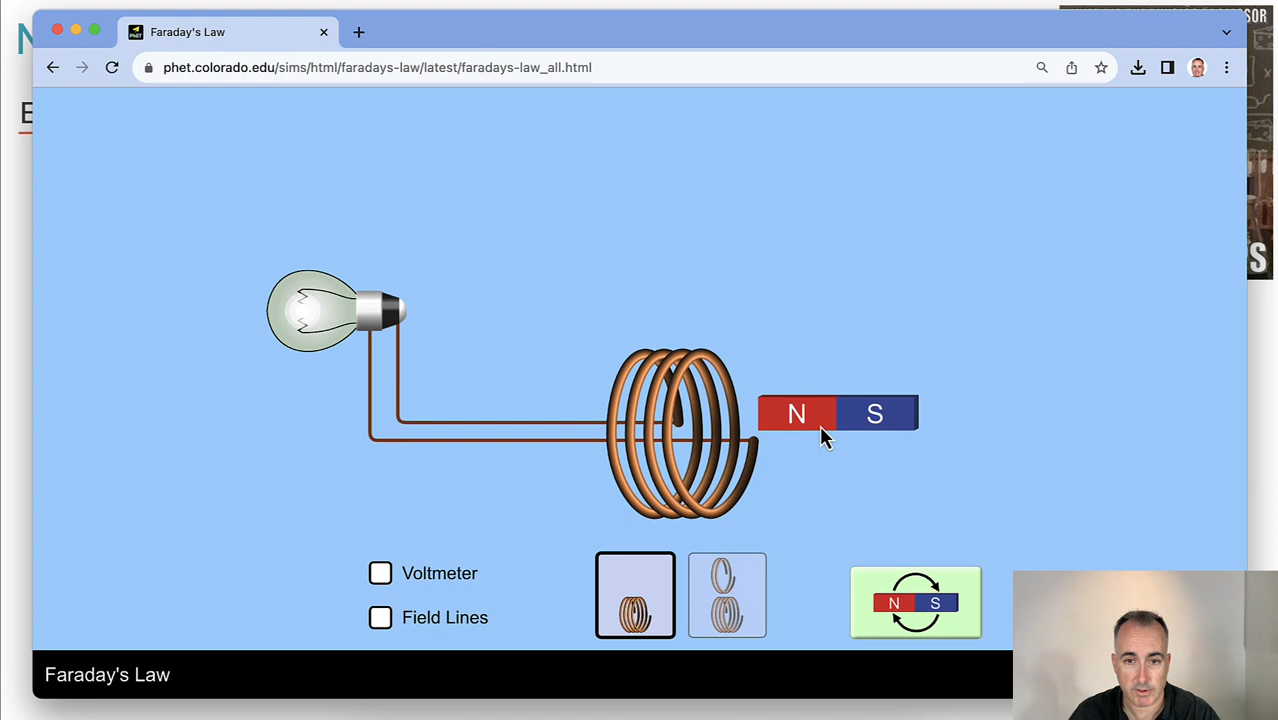 Faraday's Law
phet.colorado.edu/sims/html/faradays-law/latest/faradays-law_all.html
N S
Voltmeter
Field Lines
N S
Faraday's Law